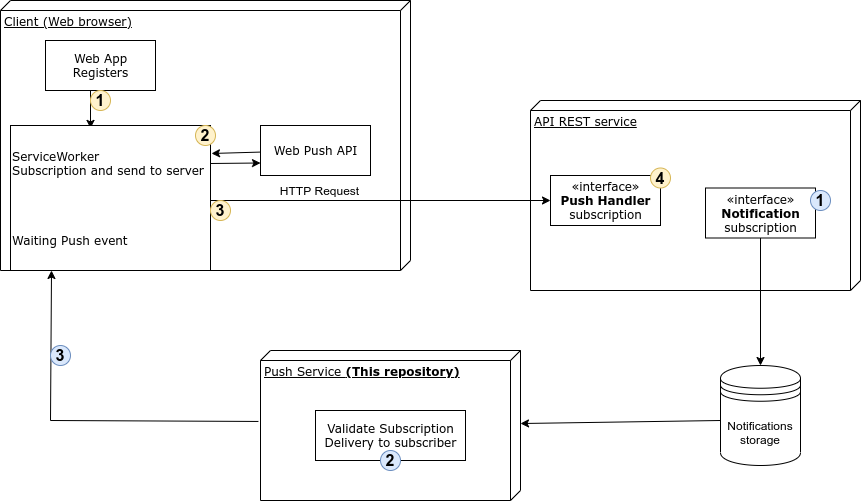 Client (Web browser)
Web App
Registers
1
2
ServiceWorker
Subscription and send to server
Web Push API
HTTP Request
3
Waiting Push event
API REST service
4
«interface»
Push Handler
subscription
1
«interface»
Notification
subscription
3
Push Service (This repository)
Validate Subscription
Delivery to subscriber
2
Notifications
storage